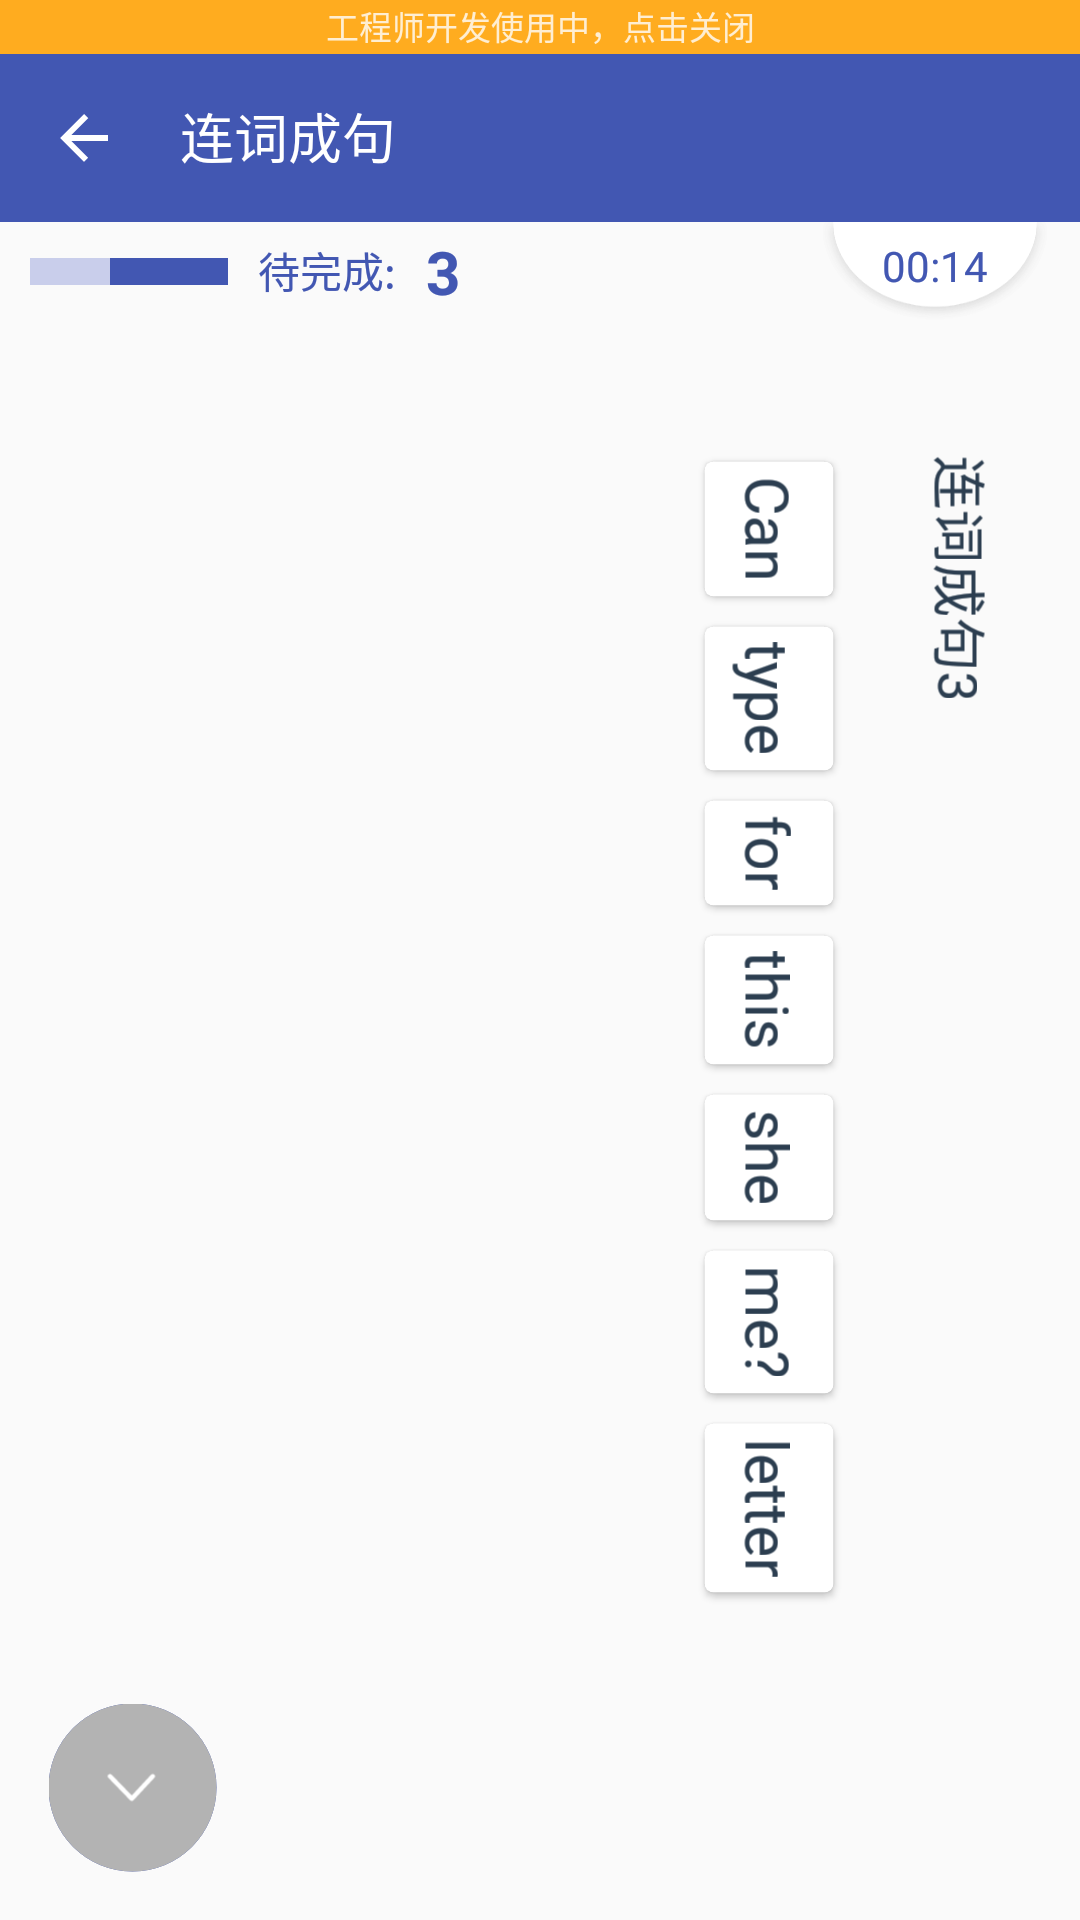 工程师开发使用中，点击关闭
连词成句
待完成: 3
00:14
连词成句3
Can
type
for
this
she
me?
letter